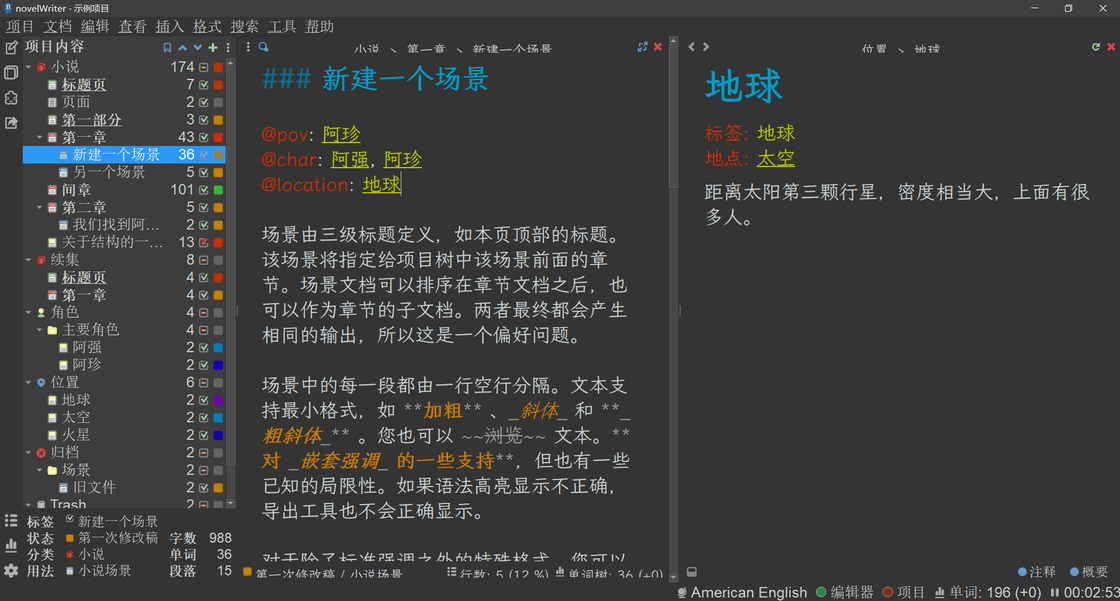 novelWriter - 示例项目
项目 文档 编辑 查看 插入 格式 搜索 工具 帮助
项目内容
小说 174
标题页 7
页面 2
第一部分 3
第一章 43
新建一个场景 36
另一个场景 5
间章 101
第二章 5
我们找到阿... 2
关于结构的一... 13
续集 8
标题页 4
第一章 4
角色 4
主要角色 4
阿强 2
阿珍 2
位置 6
地球 2
太空 2
火星 2
归档 2
场景 2
旧文件 2
Trash 2
标签 新建一个场景
状态 第一次修改稿 字数 988
分类 小说 单词 36
用法 小说场景 段落 15
小说 › 第一章 › 新建一个场景
### 新建一个场景
@pov: 阿珍
@char: 阿强, 阿珍
@location: 地球
场景由三级标题定义，如本页顶部的标题。
该场景将指定给项目树中该场景前面的章
节。场景文档可以排序在章节文档之后，也
可以作为章节的子文档。两者最终都会产生
相同的输出，所以这是一个偏好问题。
场景中的每一段都由一行空行分隔。文本支
持最小格式，如 **加粗** 、_斜体_ 和 **_
粗斜体_** 。您也可以 ~~浏览~~ 文本。**
对 _嵌套强调_ 的一些支持**，但也有一些
已知的局限性。如果语法高亮显示不正确，
导出工具也不会正确显示。
对于除了标准强调之外的特殊格式，您可以
第一次修改稿 / 小说场景 行数: 5 (12 %) 单词树: 36 (+0)
位置 › 地球
地球
标签: 地球
地点: 太空
距离太阳第三颗行星，密度相当大，上面有很
多人。
注释 概要
American English 编辑器 项目 单词: 196 (+0) 00:02:53